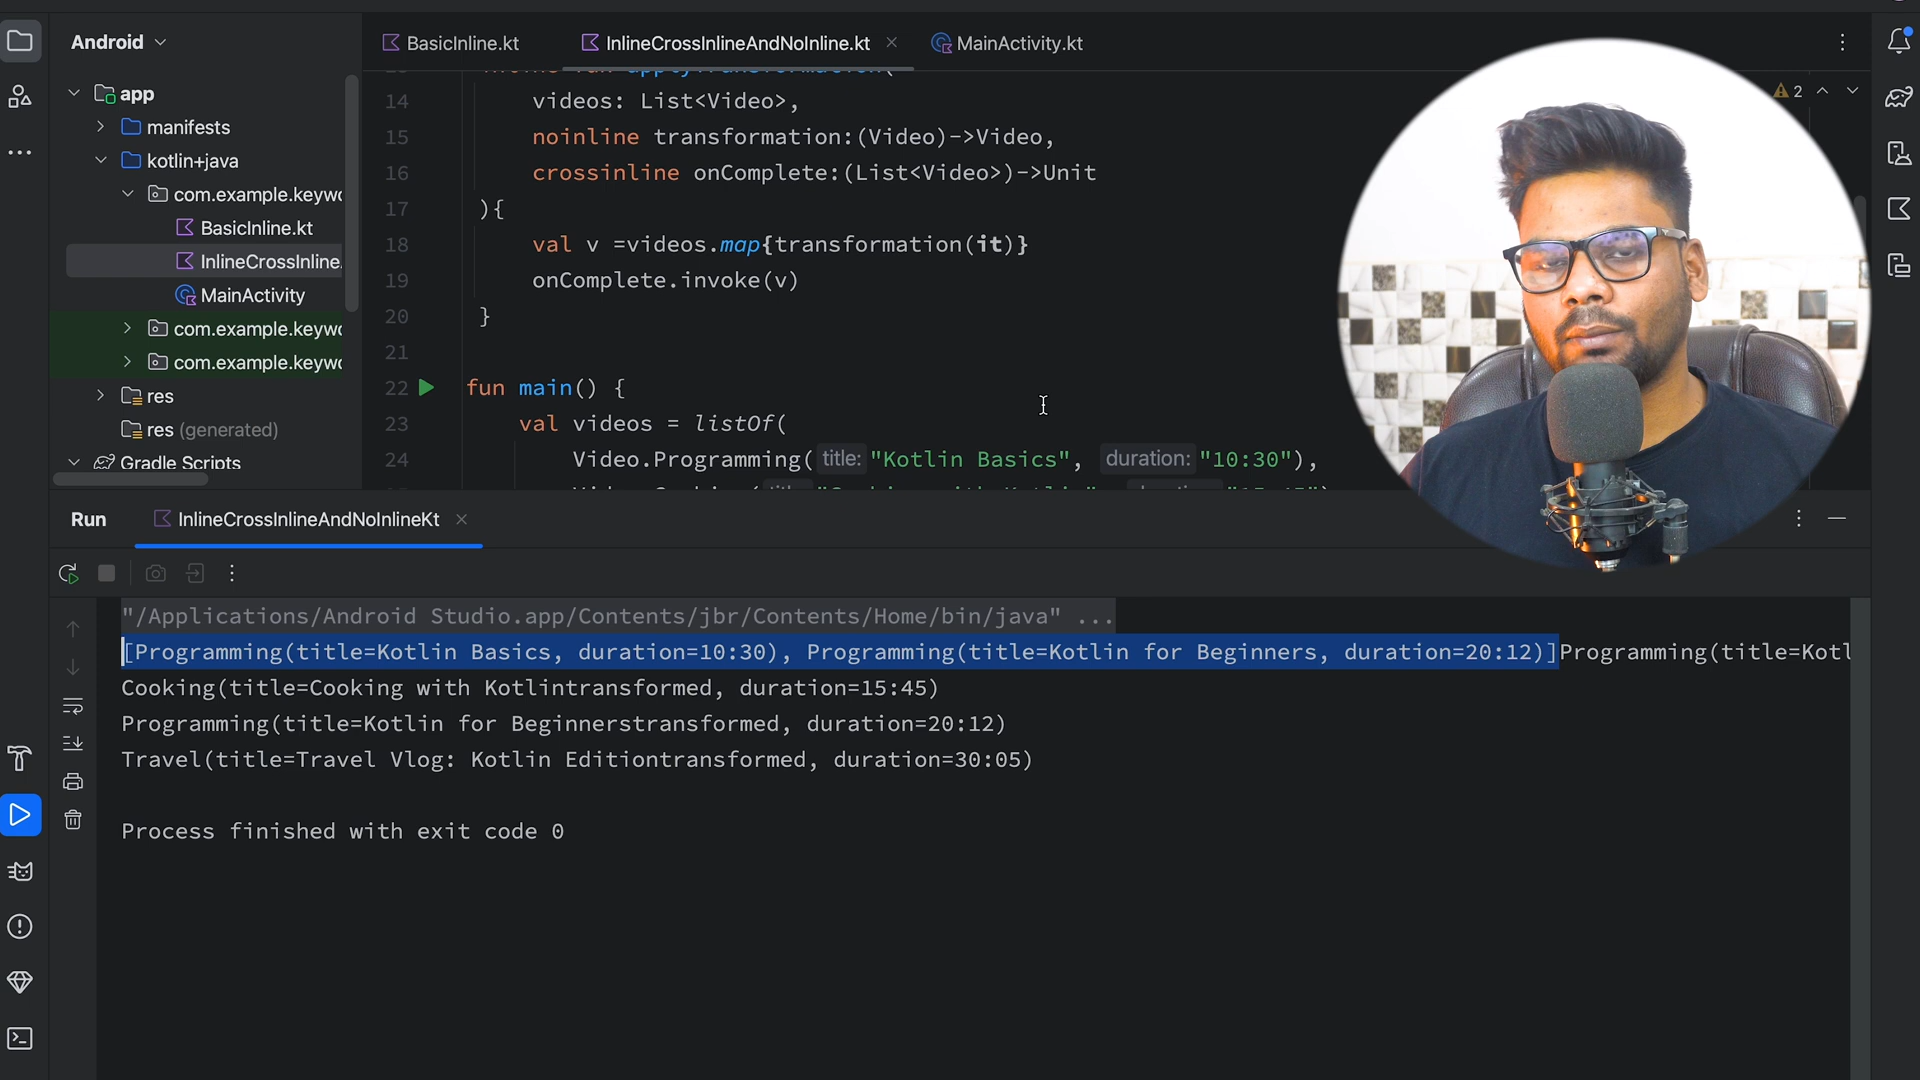 Android
BasicInline.kt
InlineCrossInlineAndNoInline.kt
MainActivity.kt
app
manifests
kotlin+java
com.example.keywo
BasicInline.kt
InlineCrossInline.
MainActivity
com.example.keywo
com.example.keywo
res
res (generated)
Gradle Scripts
2
14 videos: List<Video>,
15 noinline transformation:(Video)->Video,
16 crossinline onComplete:(List<Video>)->Unit
17 ){
18 val v =videos.map{transformation(it)}
19 onComplete.invoke(v)
20 }
21
22 fun main() {
23 val videos = listOf(
24 Video.Programming( title: "Kotlin Basics", duration: "10:30"),
Run
InlineCrossInlineAndNoInlineKt
"/Applications/Android Studio.app/Contents/jbr/Contents/Home/bin/java" ...
[Programming(title=Kotlin Basics, duration=10:30), Programming(title=Kotlin for Beginners, duration=20:12)]Programming(title=Kotl
Cooking(title=Cooking with Kotlintransformed, duration=15:45)
Programming(title=Kotlin for Beginnerstransformed, duration=20:12)
Travel(title=Travel Vlog: Kotlin Editiontransformed, duration=30:05)
Process finished with exit code 0